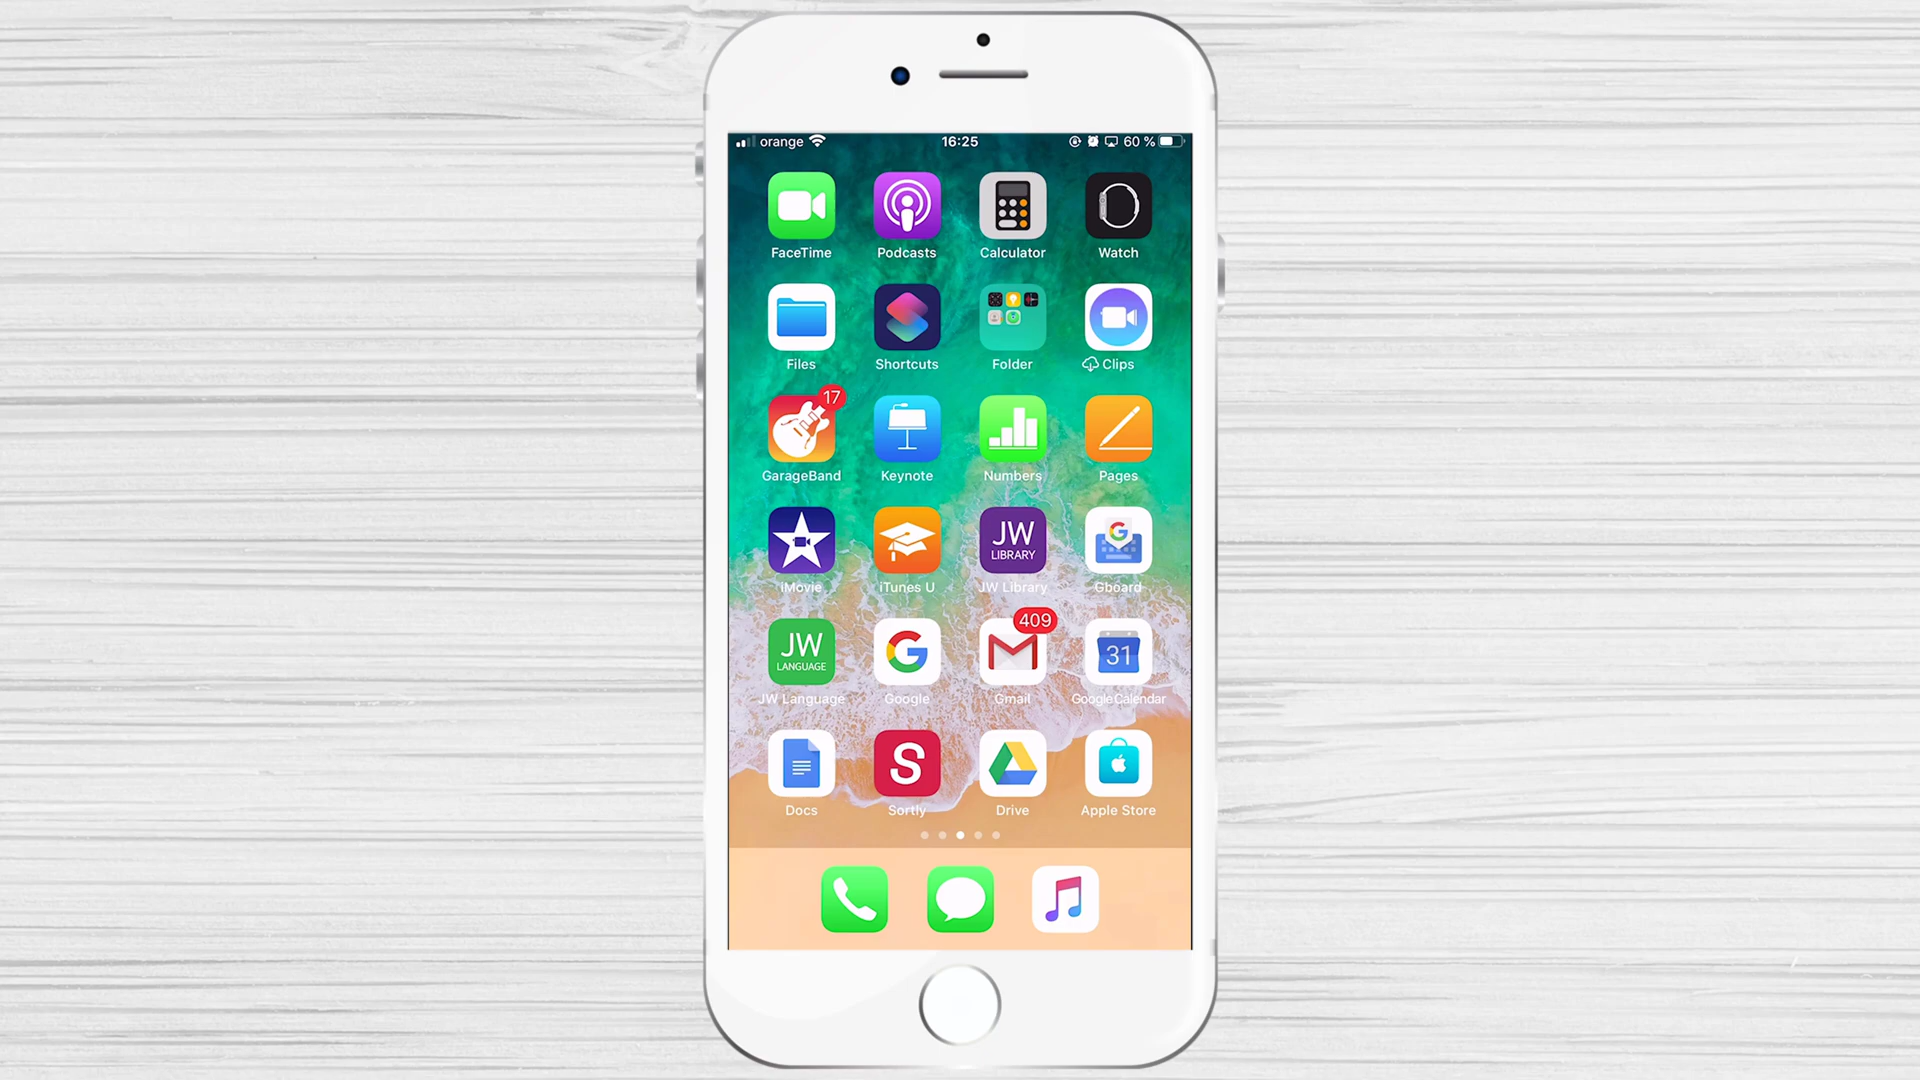 orange 16:25 60 %
FaceTime Podcasts Calculator Watch
Files Shortcuts Folder Clips
17
GarageBand Keynote Numbers Pages
JW LIBRARY G
iMovie iTunes U JW Library Gboard
409
JW LANGUAGE G 31
JW Language Google Gmail Google Calendar
S
Docs Sortly Drive Apple Store